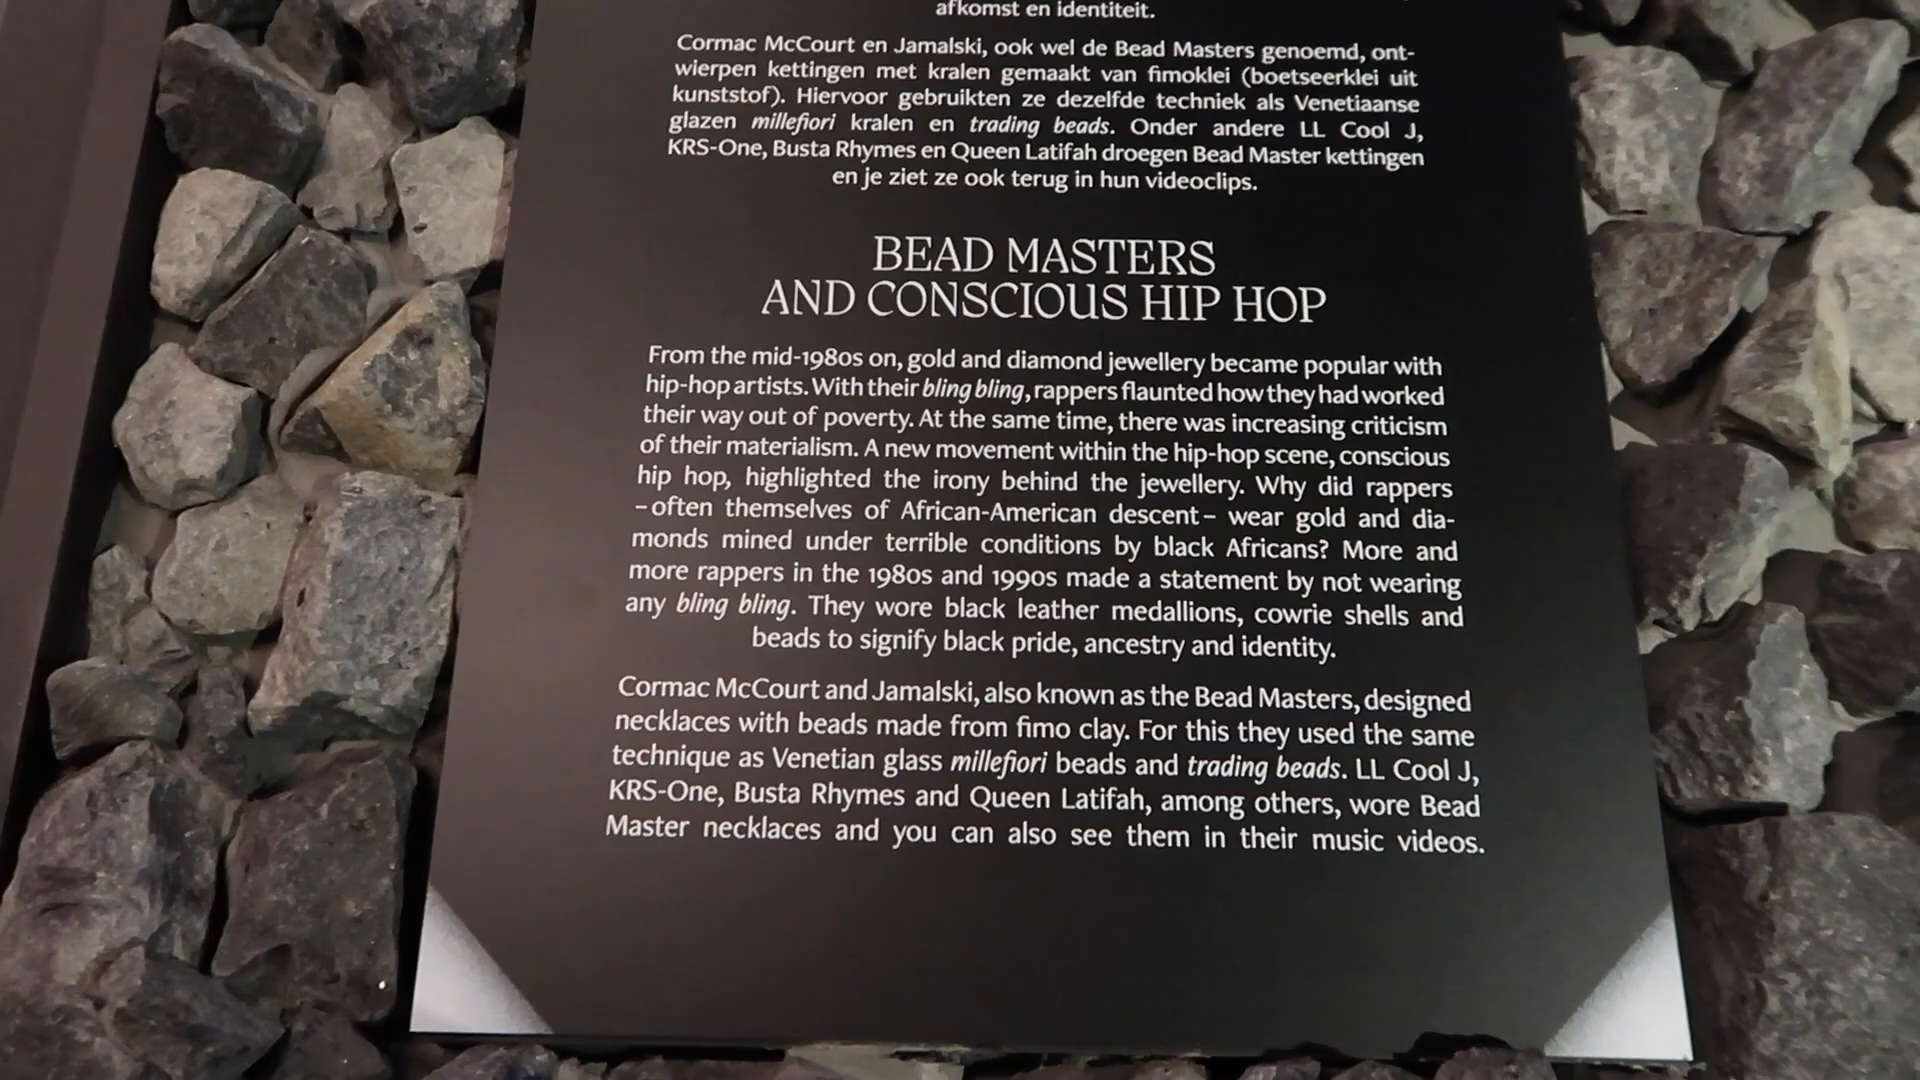 afkomst en identiteit.
Cormac McCourt en Jamalski, ook wel de Bead Masters genoemd, ont-
wierpen kettingen met kralen gemaakt van fimoklei (boetseerklei uit
kunststof). Hiervoor gebruikten ze dezelfde techniek als Venetiaanse
glazen millefiori kralen en trading beads. Onder andere LL Cool J,
KRS-One, Busta Rhymes en Queen Latifah droegen Bead Master kettingen
en je ziet ze ook terug in hun videoclips.
BEAD MASTERS
AND CONSCIOUS HIP HOP
From the mid-1980s on, gold and diamond jewellery became popular with
hip-hop artists. With their bling bling, rappers flaunted how they had worked
their way out of poverty. At the same time, there was increasing criticism
of their materialism. A new movement within the hip-hop scene, conscious
hip hop, highlighted the irony behind the jewellery. Why did rappers
–often themselves of African-American descent– wear gold and dia-
monds mined under terrible conditions by black Africans? More and
more rappers in the 1980s and 1990s made a statement by not wearing
any bling bling. They wore black leather medallions, cowrie shells and
beads to signify black pride, ancestry and identity.
Cormac McCourt and Jamalski, also known as the Bead Masters, designed
necklaces with beads made from fimo clay. For this they used the same
technique as Venetian glass millefiori beads and trading beads. LL Cool J,
KRS-One, Busta Rhymes and Queen Latifah, among others, wore Bead
Master necklaces and you can also see them in their music videos.